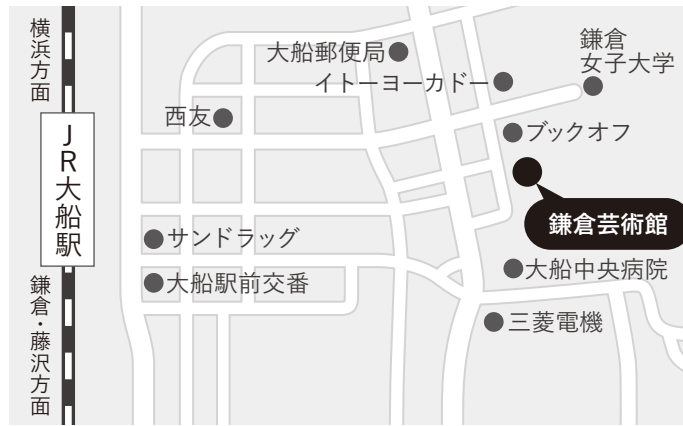 横浜方面
JR大船駅
鎌倉・藤沢方面
大船郵便局
イトーヨーカドー
鎌倉
女子大学
西友
ブックオフ
鎌倉芸術館
サンドラッグ
大船駅前交番
大船中央病院
三菱電機